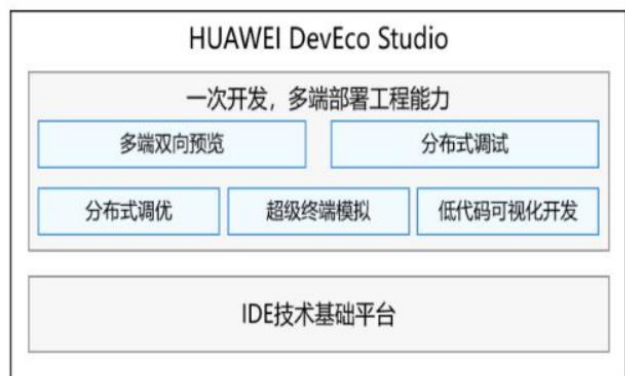 HUAWEI DevEco Studio
一次开发，多端部署工程能力
多端双向预览
分布式调试
分布式调优
超级终端模拟
低代码可视化开发
IDE技术基础平台